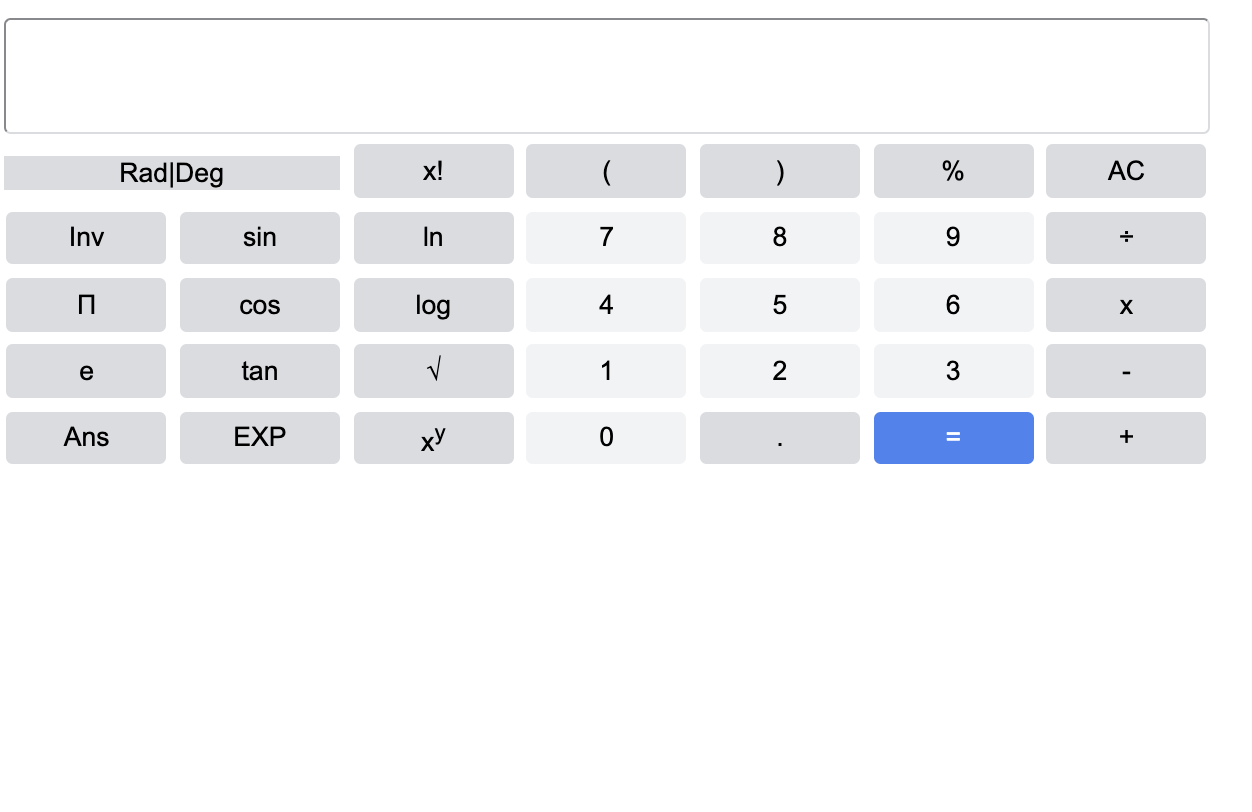 Rad|Deg x! ( ) % AC
Inv sin ln 7 8 9 ÷
Π cos log 4 5 6 x
e tan √ 1 2 3 -
Ans EXP xy 0 . = +